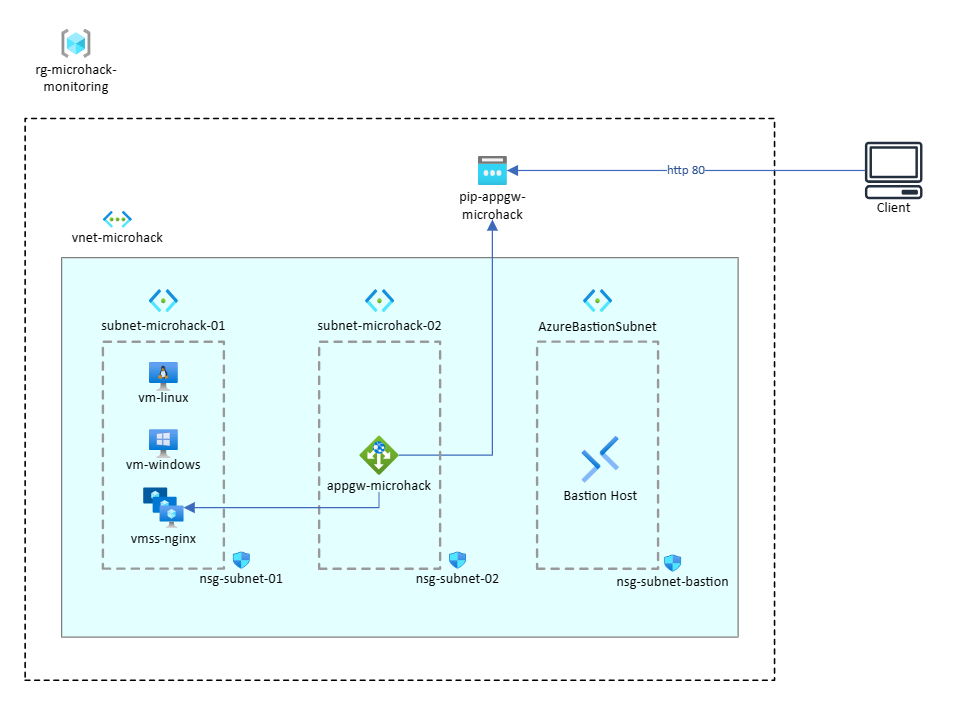 rg-microhack-
monitoring
http 80
pip-appgw-
microhack
Client
vnet-microhack
subnet-microhack-01
subnet-microhack-02
AzureBastionSubnet
vm-linux
vm-windows
appgw-microhack
Bastion Host
vmss-nginx
nsg-subnet-01
nsg-subnet-02
nsg-subnet-bastion